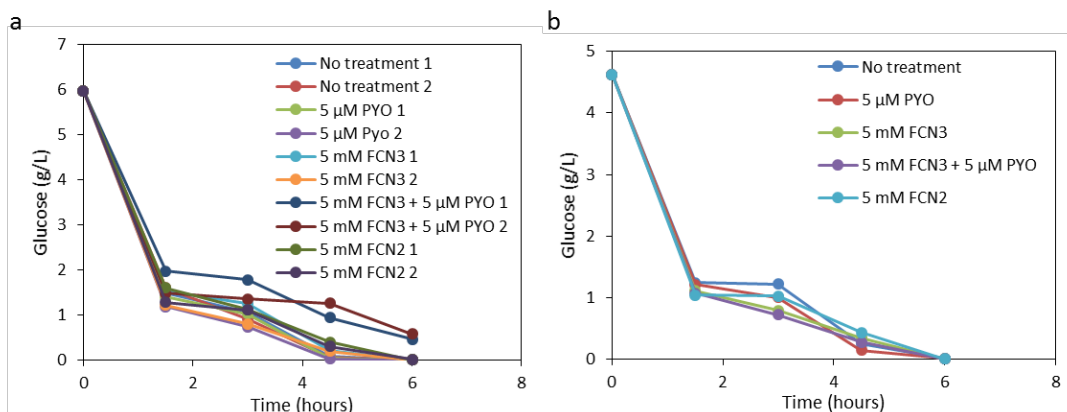 a
7
6
5
4
3
2
1
0
Glucose (g/L)
0 2 4 6 8
Time (hours)
No treatment 1
No treatment 2
5 µM PYO 1
5 µM Pyo 2
5 mM FCN3 1
5 mM FCN3 2
5 mM FCN3 + 5 µM PYO 1
5 mM FCN3 + 5 µM PYO 2
5 mM FCN2 1
5 mM FCN2 2
b
5
4
3
2
1
0
Glucose (g/L)
0 2 4 6 8
Time (hours)
No treatment
5 µM PYO
5 mM FCN3
5 mM FCN3 + 5 µM PYO
5 mM FCN2